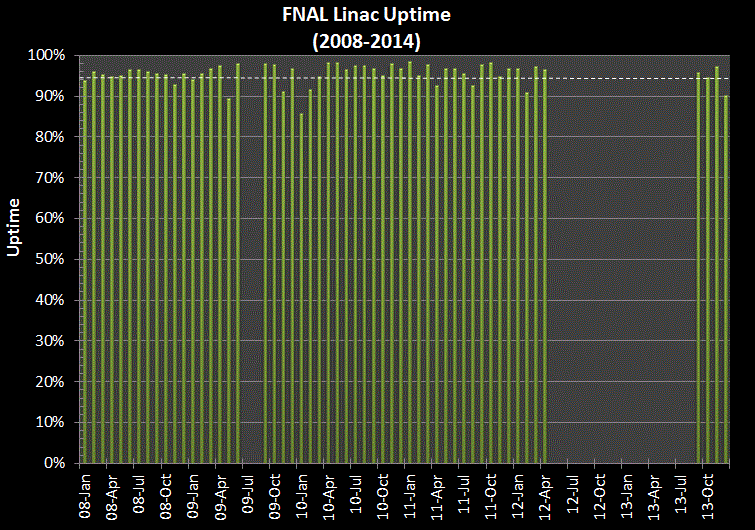 FNAL Linac Uptime
(2008-2014)
Uptime
100%
90%
80%
70%
60%
50%
40%
30%
20%
10%
0%
08-Jan
08-Apr
08-Jul
08-Oct
09-Jan
09-Apr
09-Jul
09-Oct
10-Jan
10-Apr
10-Jul
10-Oct
11-Jan
11-Apr
11-Jul
11-Oct
12-Jan
12-Apr
12-Jul
12-Oct
13-Jan
13-Apr
13-Jul
13-Oct